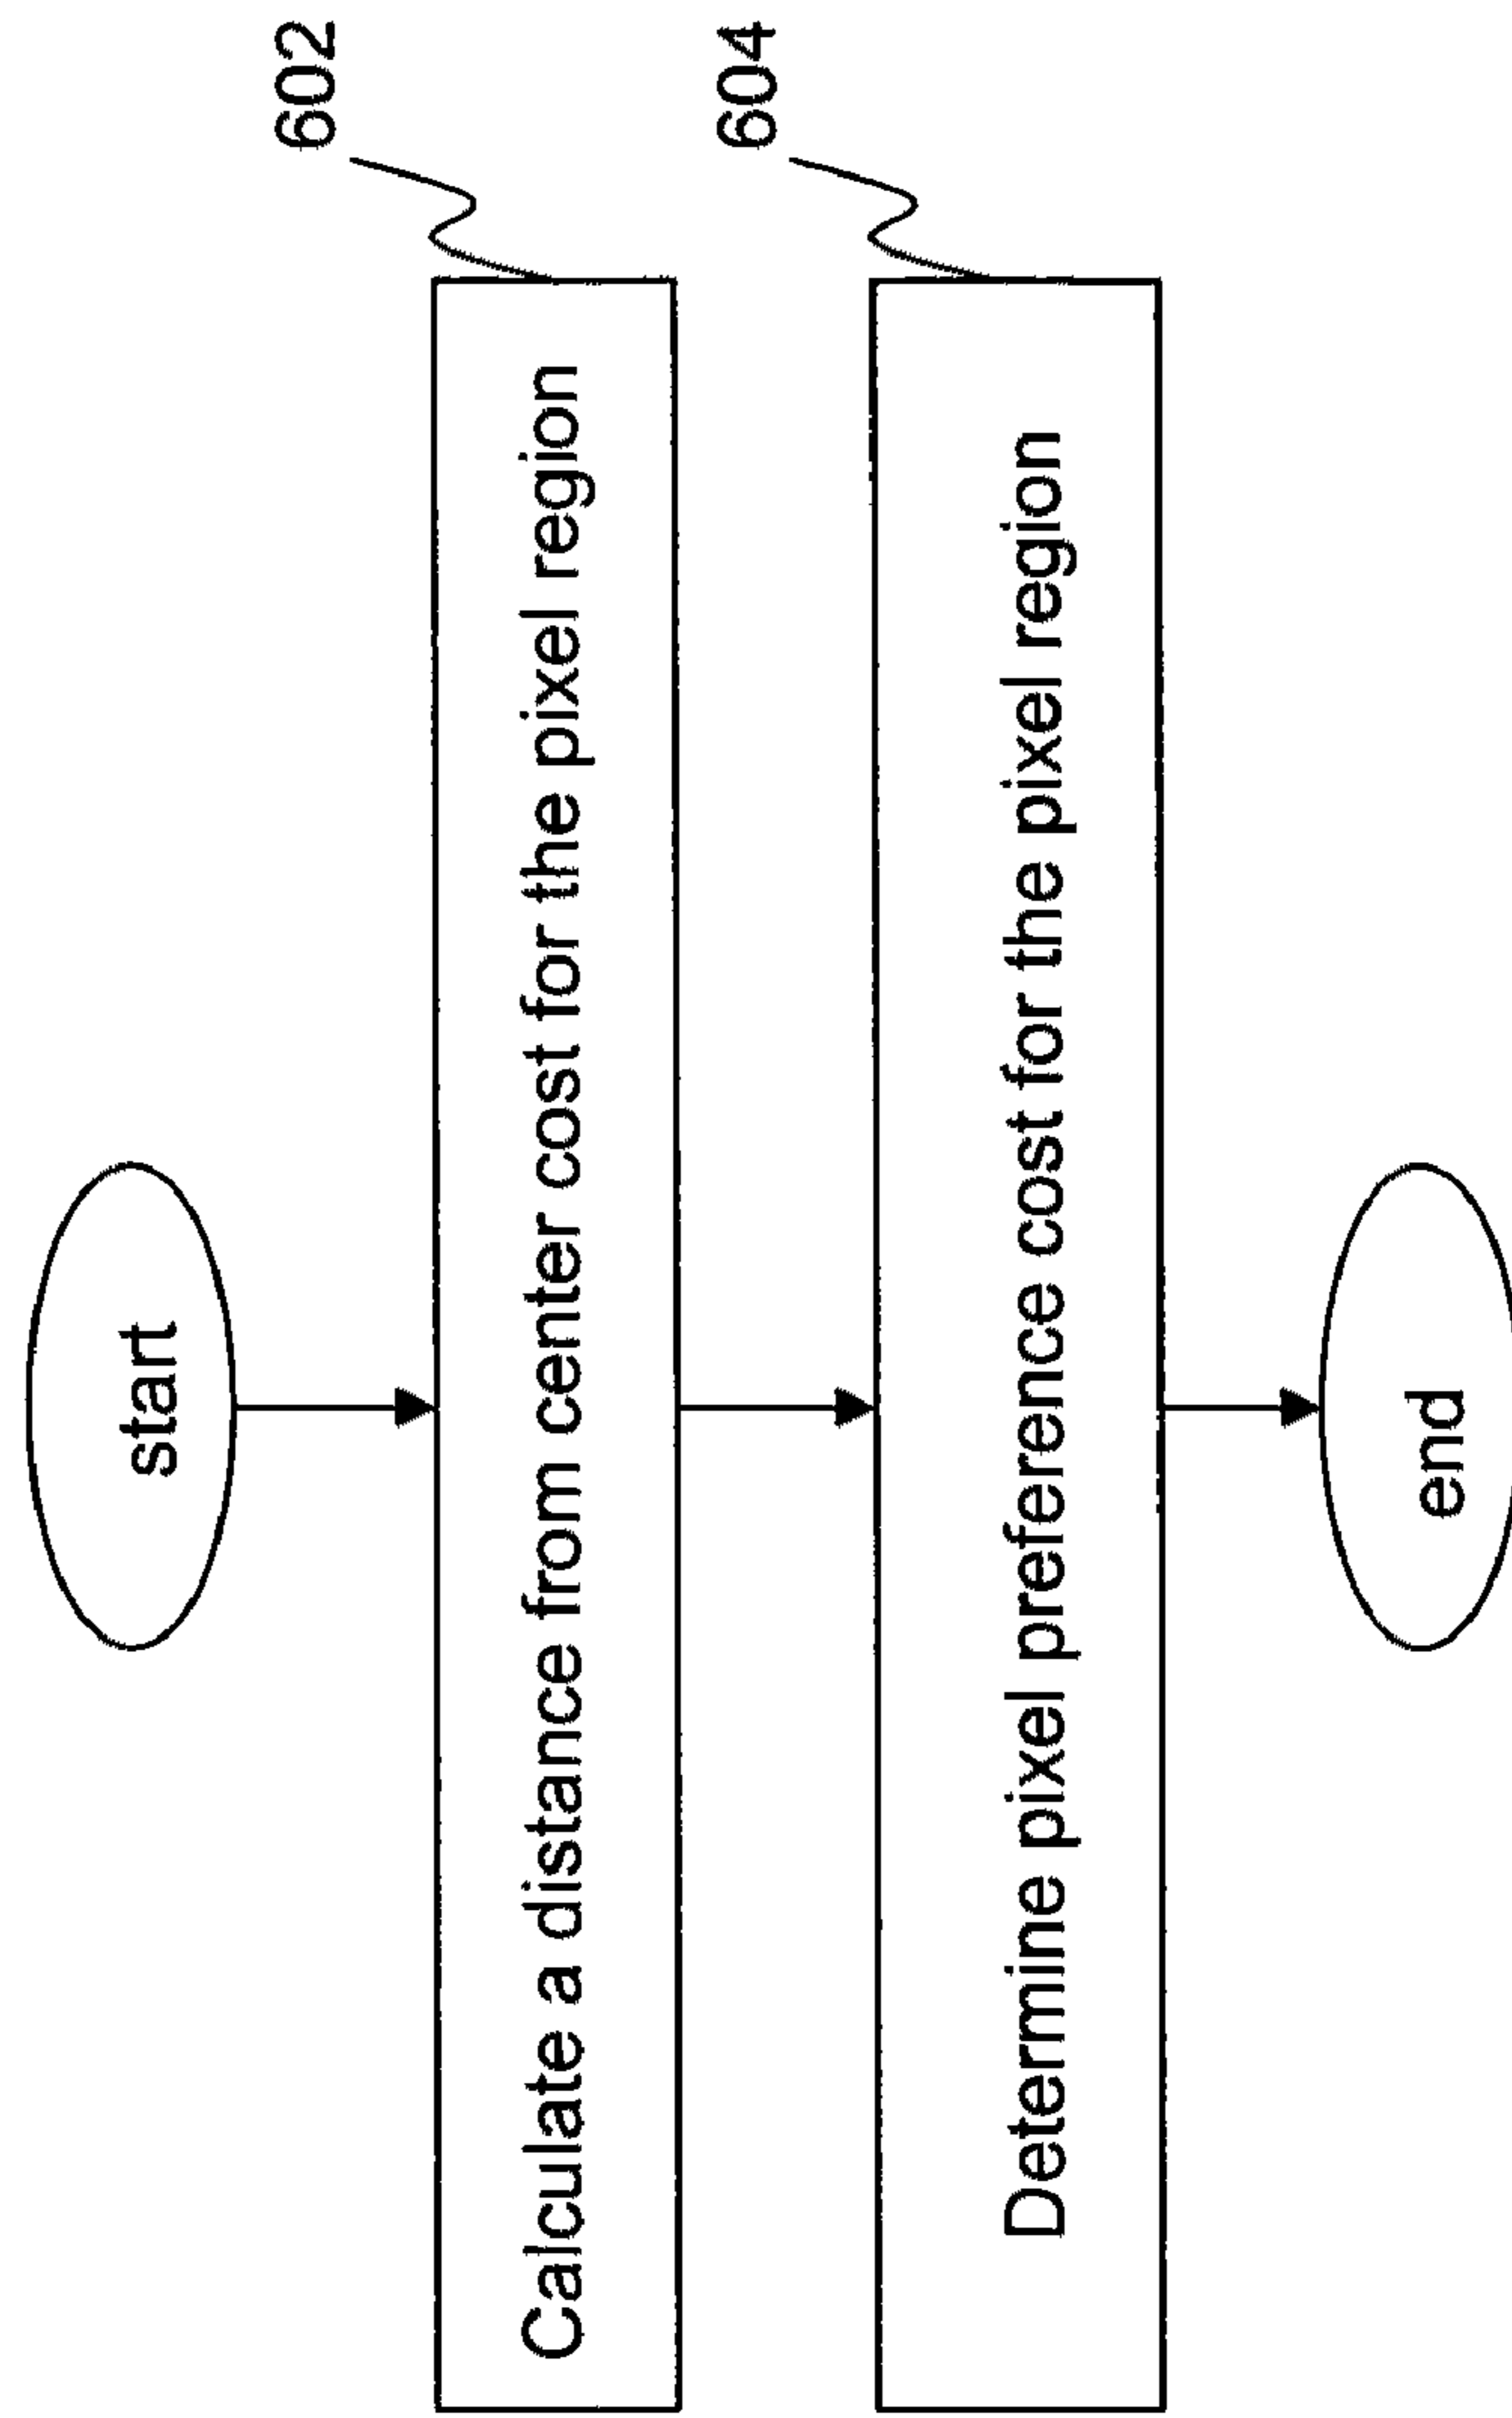 start
602
Calculate a distance from center cost for the pixel region
604
Determine pixel preference cost for the pixel region
end